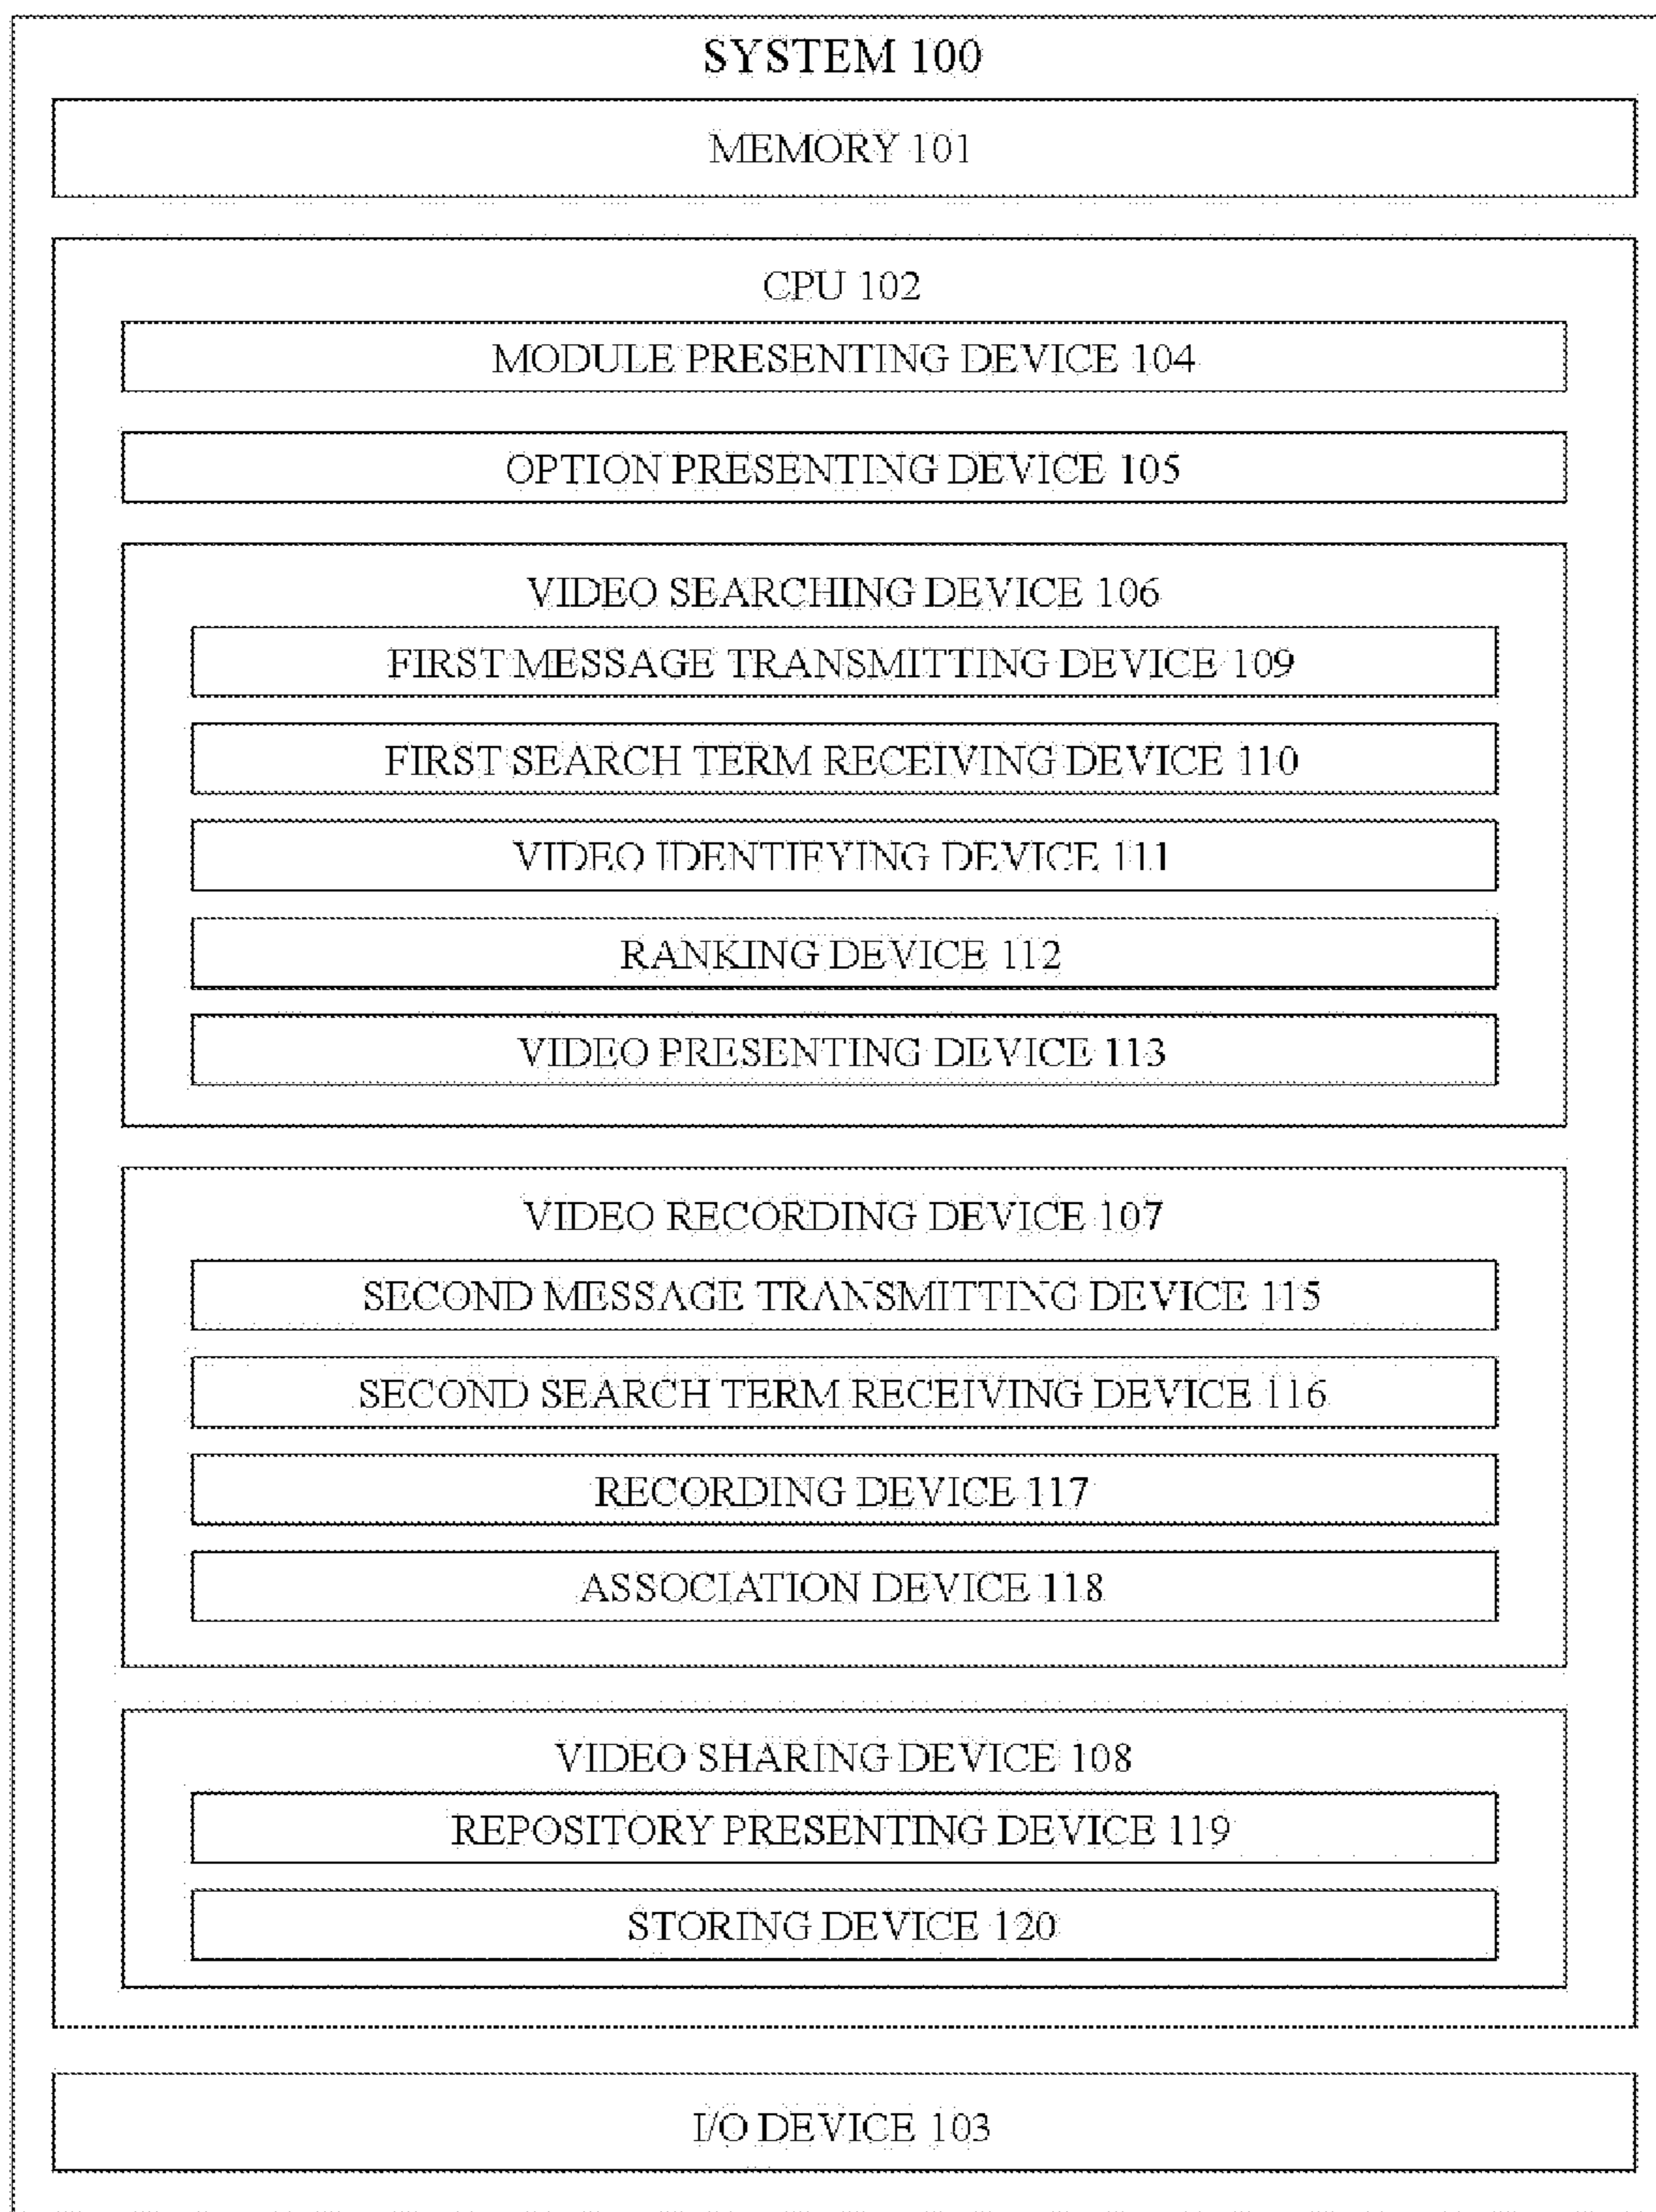 SYSTEM 100
MEMORY 101
CPU 102
MODULE PRESENTING DEVICE 104
OPTION PRESENTING DEVICE 105
VIDEO SEARCHING DEVICE 106
FIRST MESSAGE TRANSMITTING DEVICE 109
FIRST SEARCH TERM RECEIVING DEVICE 110
VIDEO IDENTIFYING DEVICE 111
RANKING DEVICE 112
VIDEO PRESENTING DEVICE 113
VIDEO RECORDING DEVICE 107
SECOND MESSAGE TRANSMITTING DEVICE 115
SECOND SEARCH TERM RECEIVING DEVICE 116
RECORDING DEVICE 117
ASSOCIATION DEVICE 118
VIDEO SHARING DEVICE 108
REPOSITORY PRESENTING DEVICE 119
STORING DEVICE 120
I/O DEVICE 103